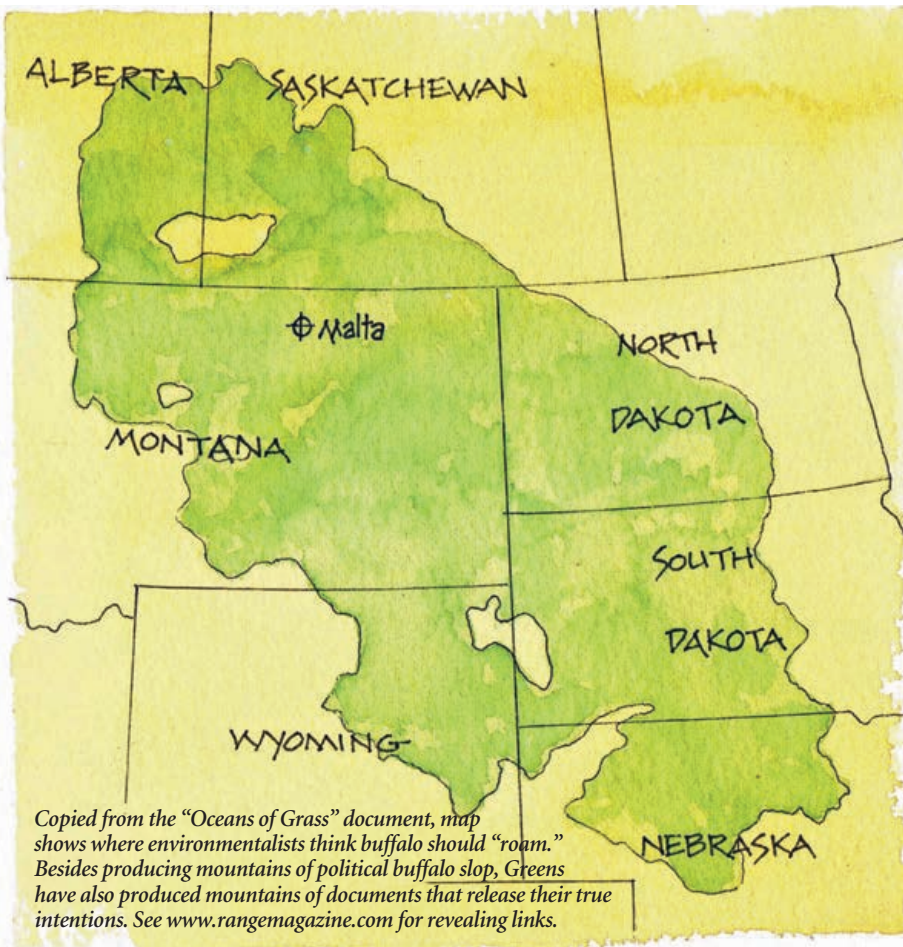 ALBERTA
SASKATCHEWAN
Malta
NORTH
DAKOTA
MONTANA
SOUTH
DAKOTA
WYOMING
NEBRASKA
Copied from the “Oceans of Grass” document, map
shows where environmentalists think buffalo should “roam.”
Besides producing mountains of political buffalo slop, Greens
have also produced mountains of documents that release their true
intentions. See www.rangemagazine.com for revealing links.